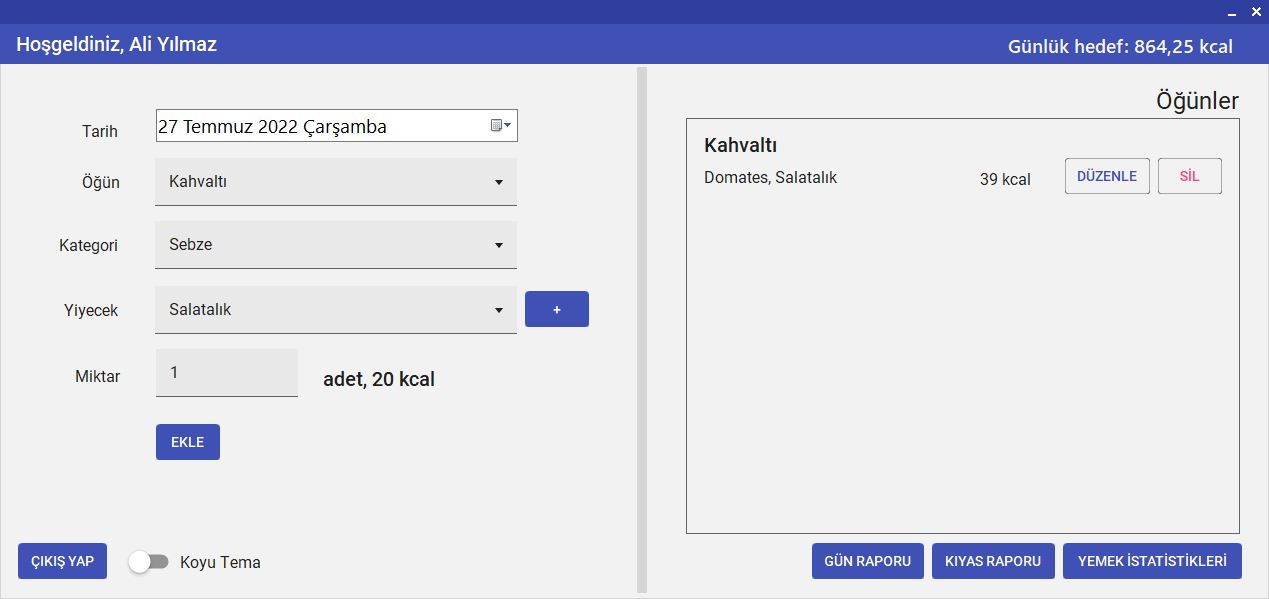 Hoşgeldiniz, Ali Yılmaz
Günlük hedef: 864,25 kcal
Tarih
27 Temmuz 2022 Çarşamba
Öğün
Kahvaltı
Kategori
Sebze
Yiyecek
Salatalık
+
Miktar
1
adet, 20 kcal
EKLE
ÇIKIŞ YAP
Koyu Tema
Öğünler
Kahvaltı
Domates, Salatalık
39 kcal
DÜZENLE
SİL
GÜN RAPORU
KIYAS RAPORU
YEMEK İSTATİSTİKLERİ